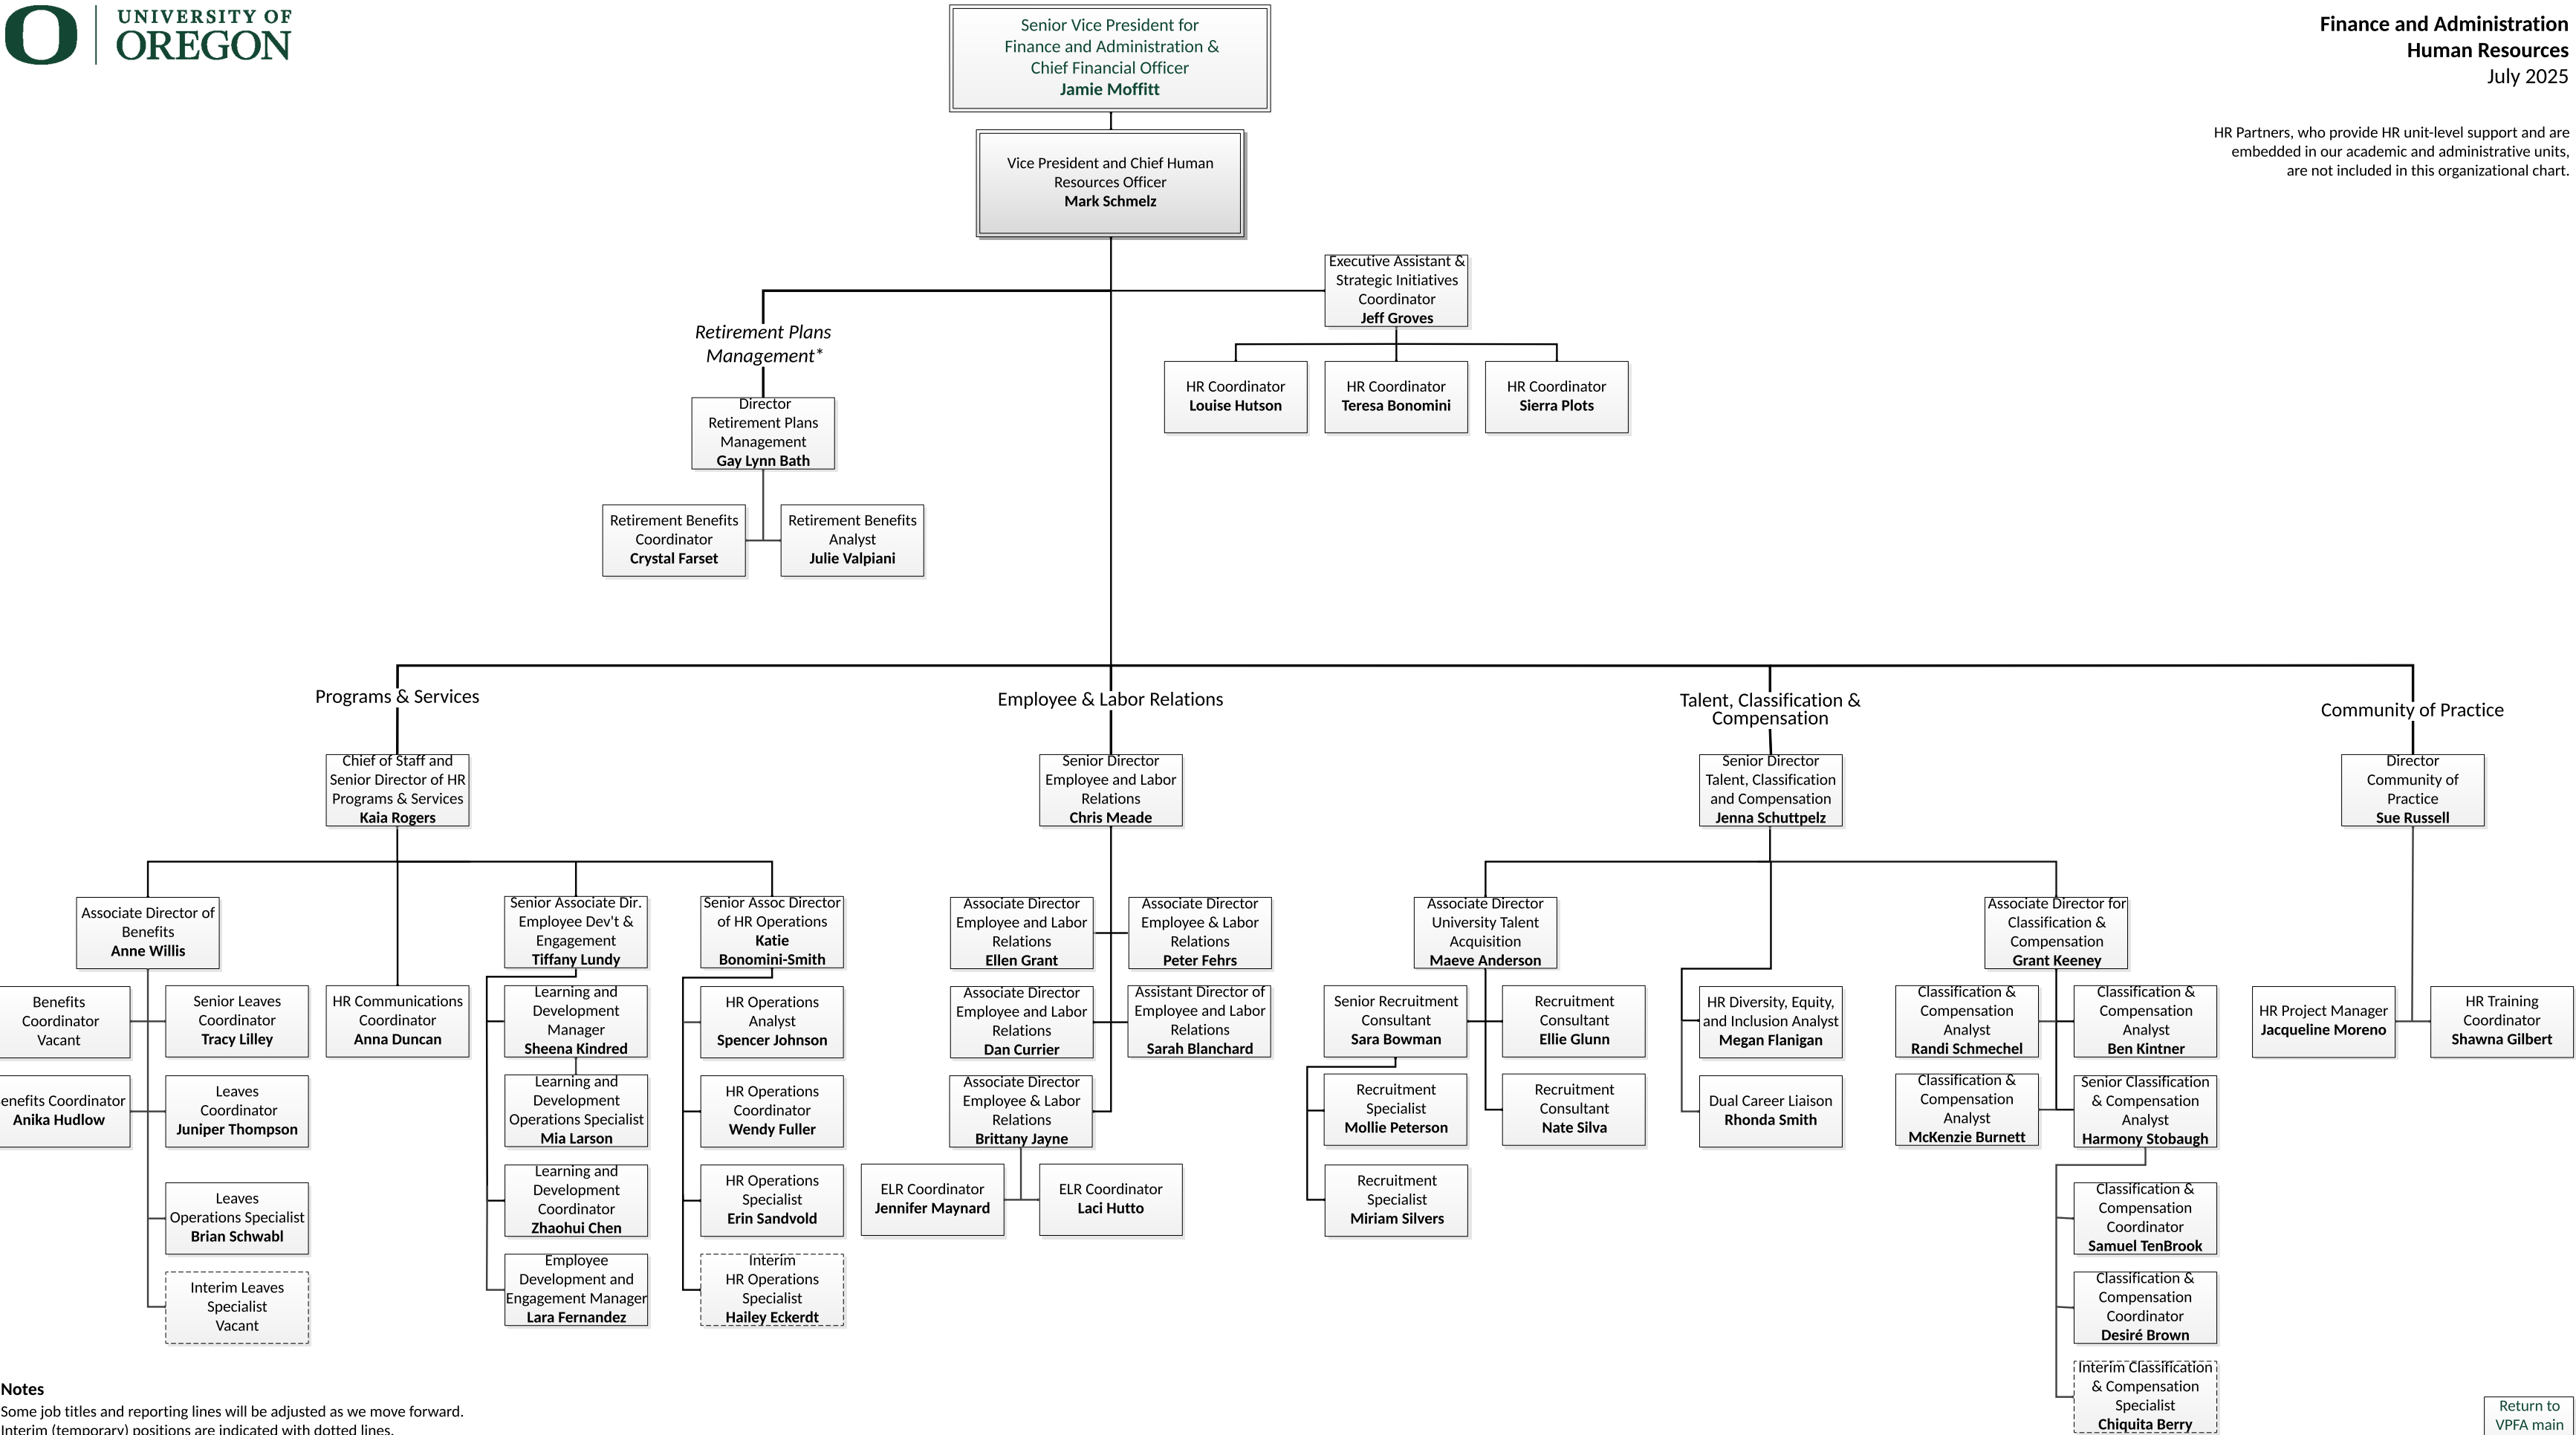 UNIVERSITY OF
OREGON
Senior Vice President for
Finance and Administration &
Chief Financial Officer
Jamie Moffitt
Finance and Administration
Human Resources
July 2025
HR Partners, who provide HR unit-level support and are
embedded in our academic and administrative units,
are not included in this organizational chart.
Vice President and Chief Human
Resources Officer
Mark Schmelz
Executive Assistant &
Strategic Initiatives
Coordinator
Jeff Groves
HR Coordinator
Louise Hutson
HR Coordinator
Teresa Bonomini
HR Coordinator
Sierra Plots
Retirement Plans
Management*
Director
Retirement Plans
Management
Gay Lynn Bath
Retirement Benefits
Coordinator
Crystal Farset
Retirement Benefits
Analyst
Julie Valpiani
Programs & Services
Chief of Staff and
Senior Director of HR
Programs & Services
Kaia Rogers
Associate Director of
Benefits
Anne Willis
Benefits
Coordinator
Vacant
Senior Leaves
Coordinator
Tracy Lilley
enefits Coordinator
Anika Hudlow
Leaves
Coordinator
Juniper Thompson
Leaves
Operations Specialist
Brian Schwabl
Interim Leaves
Specialist
Vacant
HR Communications
Coordinator
Anna Duncan
Senior Associate Dir.
Employee Dev't &
Engagement
Tiffany Lundy
Learning and
Development
Manager
Sheena Kindred
Learning and
Development
Operations Specialist
Mia Larson
Learning and
Development
Coordinator
Zhaohui Chen
Employee
Development and
Engagement Manager
Lara Fernandez
Senior Assoc Director
of HR Operations
Katie
Bonomini-Smith
HR Operations
Analyst
Spencer Johnson
HR Operations
Coordinator
Wendy Fuller
HR Operations
Specialist
Erin Sandvold
Interim
HR Operations
Specialist
Hailey Eckerdt
Employee & Labor Relations
Senior Director
Employee and Labor
Relations
Chris Meade
Associate Director
Employee and Labor
Relations
Ellen Grant
Associate Director
Employee & Labor
Relations
Peter Fehrs
Associate Director
Employee and Labor
Relations
Dan Currier
Assistant Director of
Employee and Labor
Relations
Sarah Blanchard
Associate Director
Employee & Labor
Relations
Brittany Jayne
ELR Coordinator
Jennifer Maynard
ELR Coordinator
Laci Hutto
Talent, Classification &
Compensation
Senior Director
Talent, Classification
and Compensation
Jenna Schuttpelz
Associate Director
University Talent
Acquisition
Maeve Anderson
Senior Recruitment
Consultant
Sara Bowman
Recruitment
Consultant
Ellie Glunn
Recruitment
Specialist
Mollie Peterson
Recruitment
Consultant
Nate Silva
Recruitment
Specialist
Miriam Silvers
HR Diversity, Equity,
and Inclusion Analyst
Megan Flanigan
Dual Career Liaison
Rhonda Smith
Associate Director for
Classification &
Compensation
Grant Keeney
Classification &
Compensation
Analyst
Randi Schmechel
Classification &
Compensation
Analyst
Ben Kintner
Classification &
Compensation
Analyst
McKenzie Burnett
Senior Classification
& Compensation
Analyst
Harmony Stobaugh
Classification &
Compensation
Coordinator
Samuel TenBrook
Classification &
Compensation
Coordinator
Desiré Brown
Interim Classification
& Compensation
Specialist
Chiquita Berry
Community of Practice
Director
Community of
Practice
Sue Russell
HR Project Manager
Jacqueline Moreno
HR Training
Coordinator
Shawna Gilbert
Notes
Some job titles and reporting lines will be adjusted as we move forward.
Interim (temporary) positions are indicated with dotted lines.
Return to
VPFA main